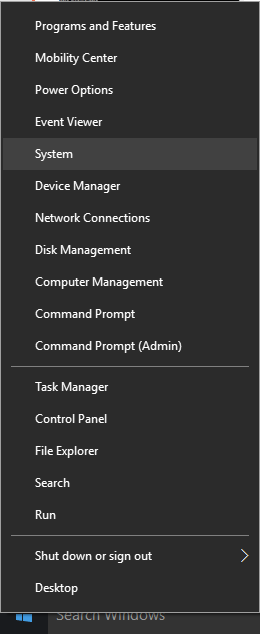 Programs and Features
Mobility Center
Power Options
Event Viewer
System
Device Manager
Network Connections
Disk Management
Computer Management
Command Prompt
Command Prompt (Admin)
Task Manager
Control Panel
File Explorer
Search
Run
Shut down or sign out
Desktop
Search Windows